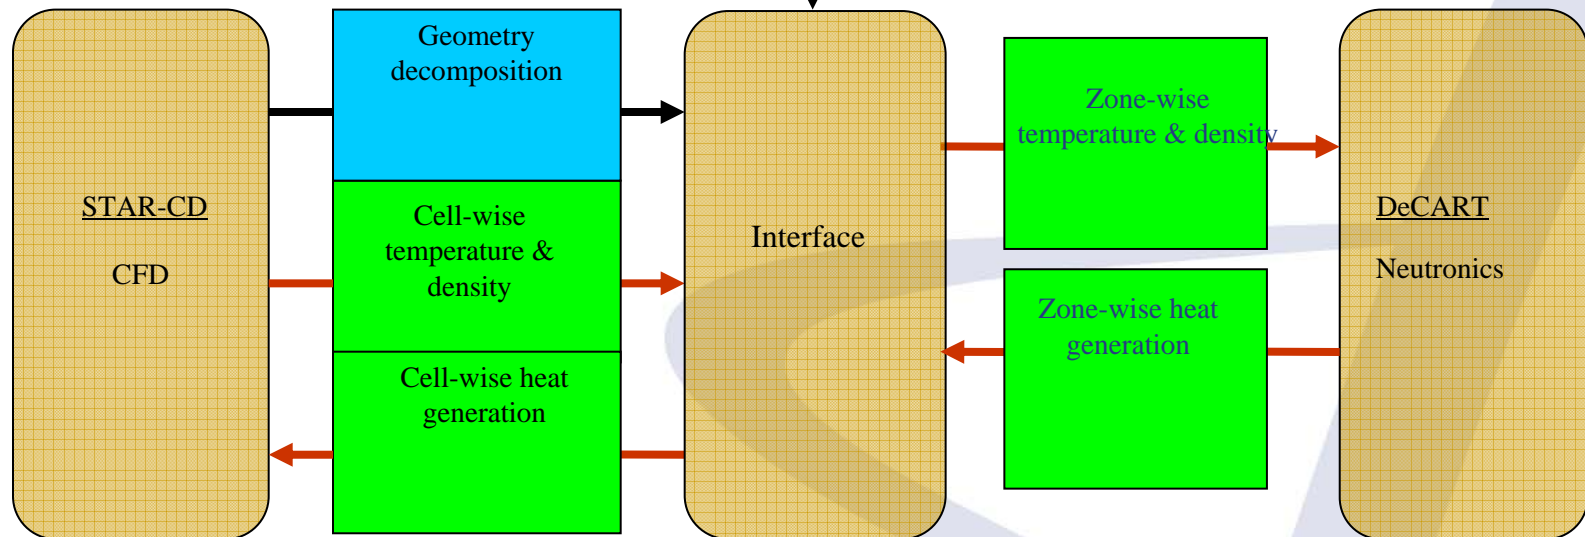 Geometry
decomposition
Cell-wise
temperature &
density
Cell-wise heat
generation
STAR-CD
CFD
Interface
Zone-wise
temperature & density
Zone-wise heat
generation
DeCART
Neutronics